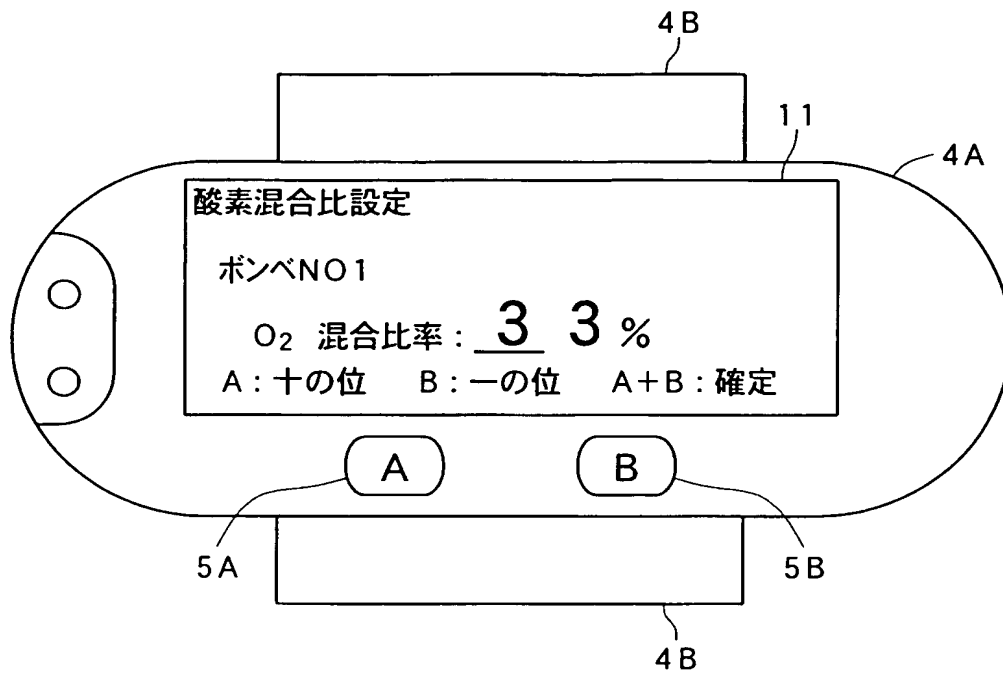 4B
11
4A
酸素混合比設定
ボンベNO1
O₂ 混合比率：3 3 %
A：十の位 B：一の位 A＋B：確定
A B
5A 5B
4B